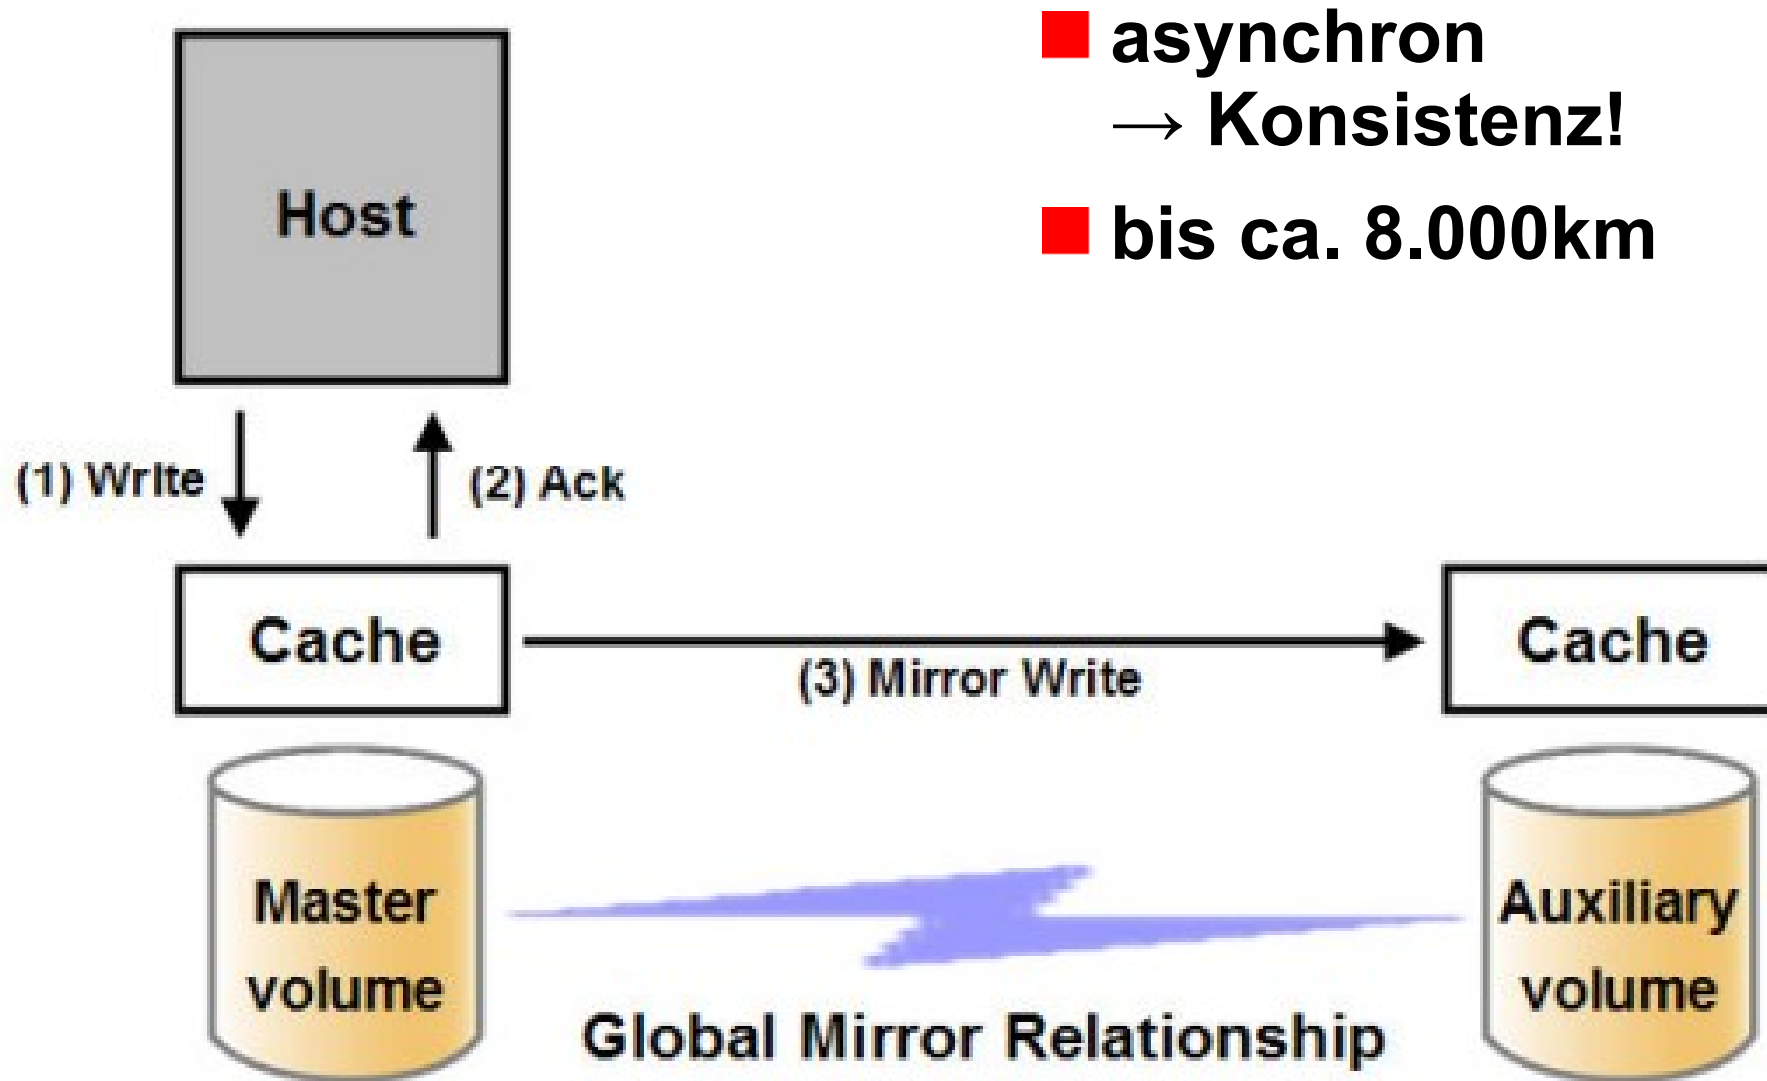 asynchron
→ Konsistenz!
bis ca. 8.000km
Host
(1) Write
(2) Ack
Cache
Cache
(3) Mirror Write
Master
volume
Auxiliary
volume
Global Mirror Relationship